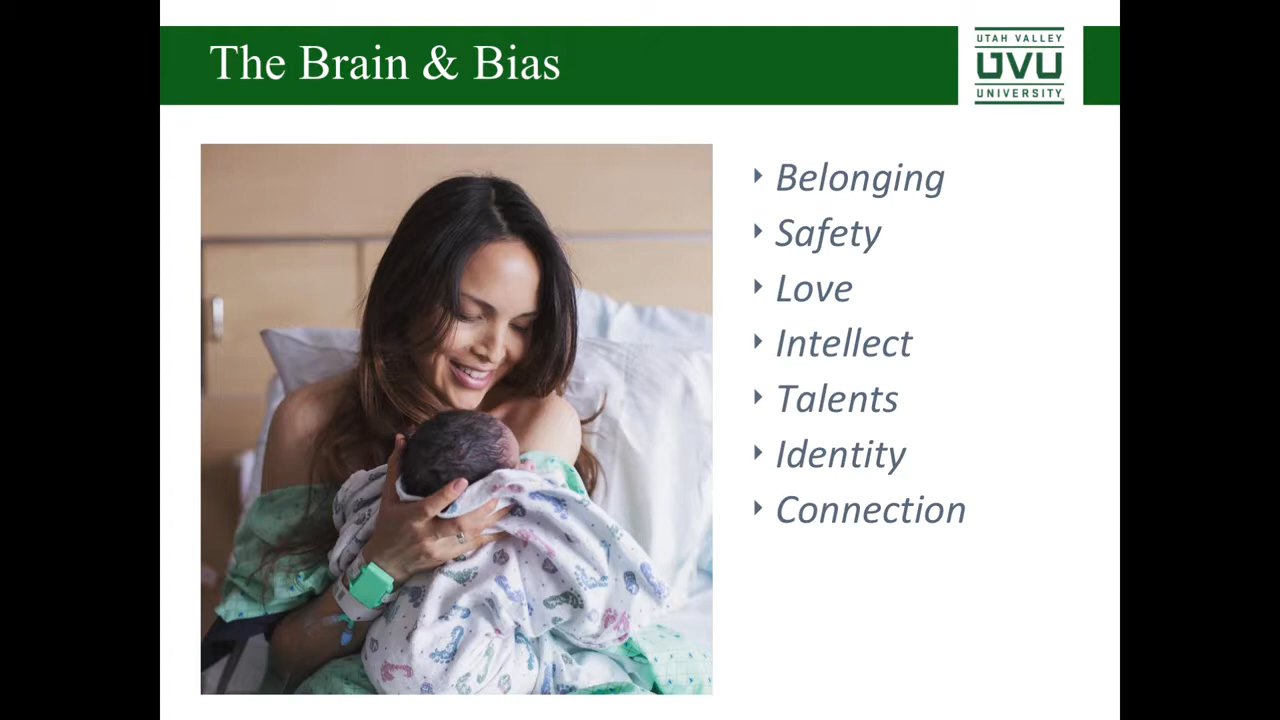 The Brain & Bias
UTAH VALLEY
UVU
UNIVERSITY
Belonging
Safety
Love
Intellect
Talents
Identity
Connection